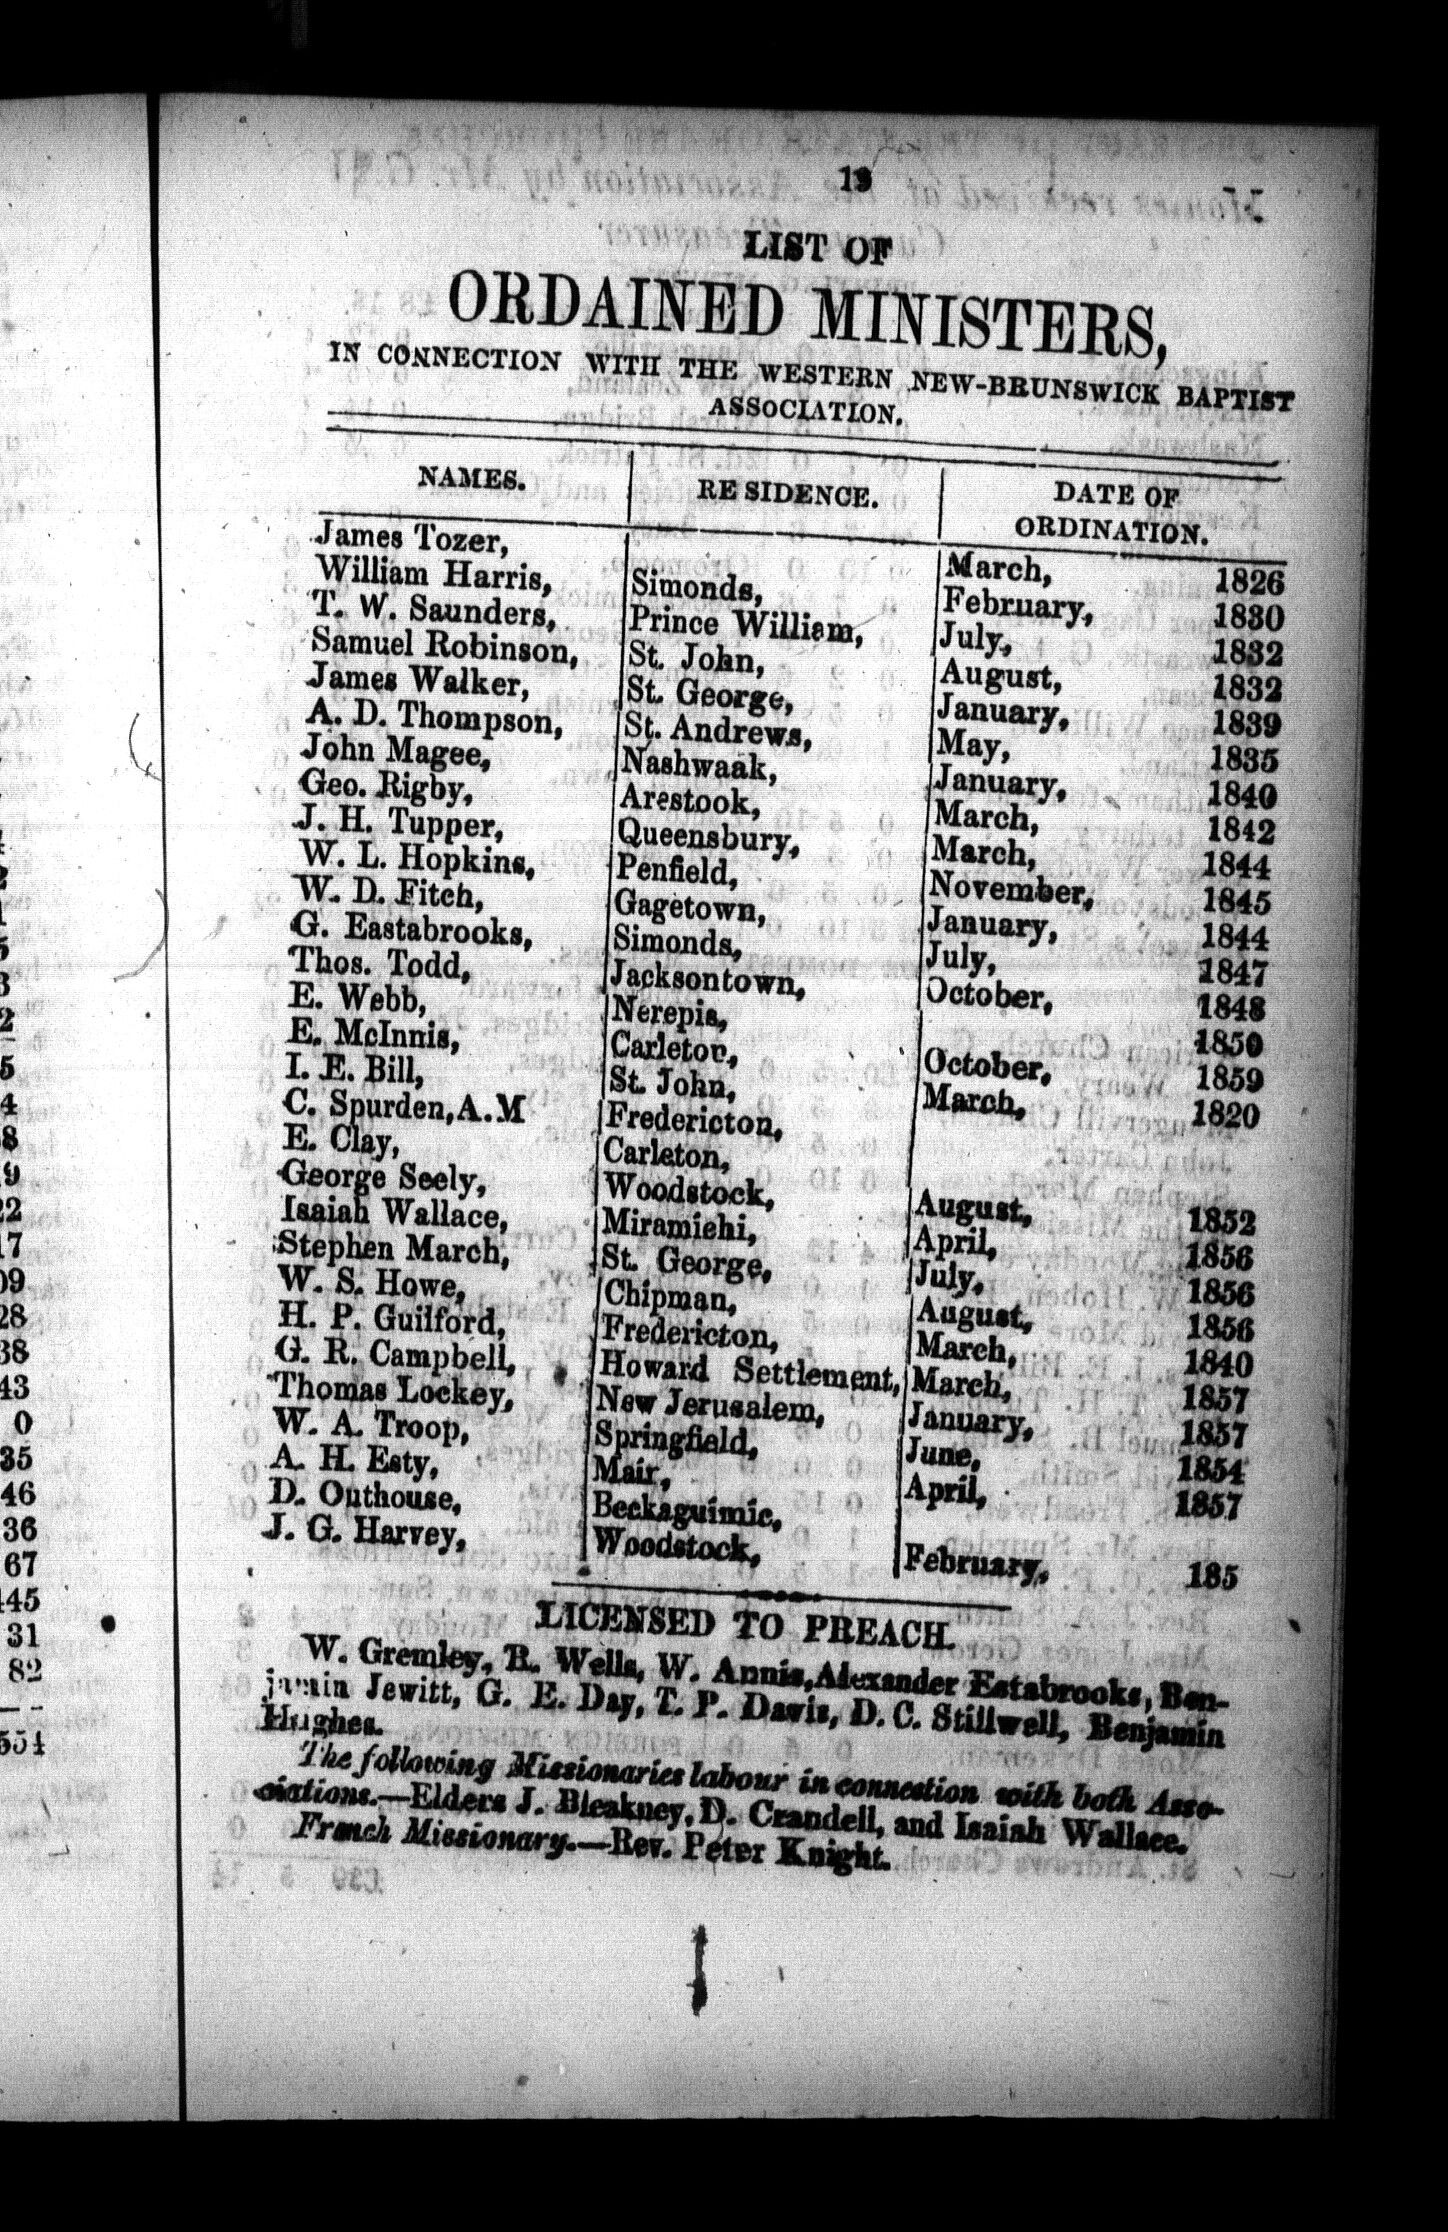 19
LIST OF
ORDAINED MINISTERS,
IN CONNECTION WITH THE WESTERN NEW-BRUNSWICK BAPTIST
ASSOCIATION.
NAMES. RESIDENCE. DATE OF
ORDINATION.
James Tozer, March, 1826
William Harris, Simonds, February, 1830
T. W. Saunders, Prince William, July, 1832
Samuel Robinson, St. John, August, 1832
James Walker, St. George, January, 1839
A. D. Thompson, St. Andrews, May, 1835
John Magee, Nashwaak, January, 1840
Geo. Rigby, Arestook, March, 1842
J. H. Tupper, Queensbury, March, 1844
W. L. Hopkins, Penfield, November, 1845
W. D. Fitch, Gagetown, January, 1844
G. Eastabrooks, Simonds, July, 1847
Thos. Todd, Jacksontown, October, 1848
E. Webb, Nerepis, 1850
E. McInnis, Carleton, October, 1859
I. E. Bill, St. John, March, 1820
C. Spurden, A.M Fredericton,
E. Clay, Carleton,
George Seely, Woodstock, August, 1852
Isaiah Wallace, Miramichi, April, 1856
Stephen March, St. George, July, 1856
W. S. Howe, Chipman, August, 1856
H. P. Guilford, Fredericton, March, 1840
G. R. Campbell, Howard Settlement, March, 1857
Thomas Lockey, New Jerusalem, January, 1857
W. A. Troop, Springfield, June, 1854
A. H. Esty, Mair, April, 1857
D. Outhouse, Beckaguimic,
J. G. Harvey, Woodstock, February, 185
LICENSED TO PREACH.
W. Gremley, R. Wells, W. Annis, Alexander Estabrooks, Ben-
jamin Jewitt, G. E. Day, T. P. Davis, D. C. Stillwell, Benjamin
Hughes.
The following Missionaries labour in connection with both Asso-
ciations.—Elders J. Bleakney, D. Crandell, and Isaiah Wallace.
French Missionary.—Rev. Peter Knight.